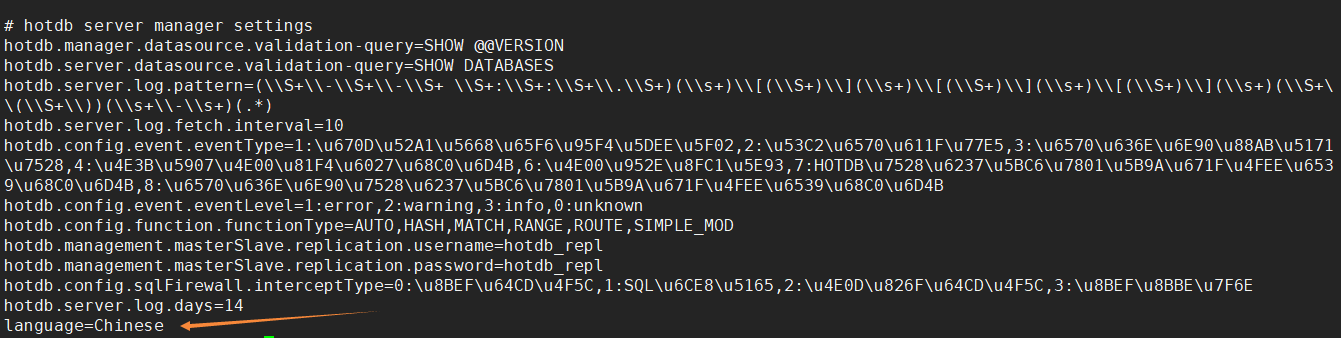 # hotdb server manager settings
hotdb.manager.datasource.validation-query=SHOW @@VERSION
hotdb.server.datasource.validation-query=SHOW DATABASES
hotdb.server.log.pattern=(\\S+\\-\\S+\\-\\S+ \\S+:\\S+:\\S+\\.\\S+)(\\s+)\\[(\\S+)\\](\\s+)\\[(\\S+)\\](\\s+)\\[(\\S+)\\](\\s+)(\\S+\
\(\\S+\\))(\\s+\\-\\s+)(.*)
hotdb.server.log.fetch.interval=10
hotdb.config.event.eventType=1:\u670D\u52A1\u5668\u65F6\u95F4\u5DEE\u5F02,2:\u53C2\u6570\u611F\u77E5,3:\u6570\u636E\u6E90\u88AB\u5171
\u7528,4:\u4E3B\u5907\u4E00\u81F4\u6027\u68C0\u6D4B,6:\u4E00\u952E\u8FC1\u5E93,7:HOTDB\u7528\u6237\u5BC6\u7801\u5B9A\u671F\u4FEE\u653
9\u68C0\u6D4B,8:\u6570\u636E\u6E90\u7528\u6237\u5BC6\u7801\u5B9A\u671F\u4FEE\u6539\u68C0\u6D4B
hotdb.config.event.eventLevel=1:error,2:warning,3:info,0:unknown
hotdb.config.function.functionType=AUTO,HASH,MATCH,RANGE,ROUTE,SIMPLE_MOD
hotdb.management.masterSlave.replication.username=hotdb_repl
hotdb.management.masterSlave.replication.password=hotdb_repl
hotdb.config.sqlFirewall.interceptType=0:\u8BEF\u64CD\u4F5C,1:SQL\u6CE8\u5165,2:\u4E0D\u826F\u64CD\u4F5C,3:\u8BEF\u8BBE\u7F6E
hotdb.server.log.days=14
language=Chinese